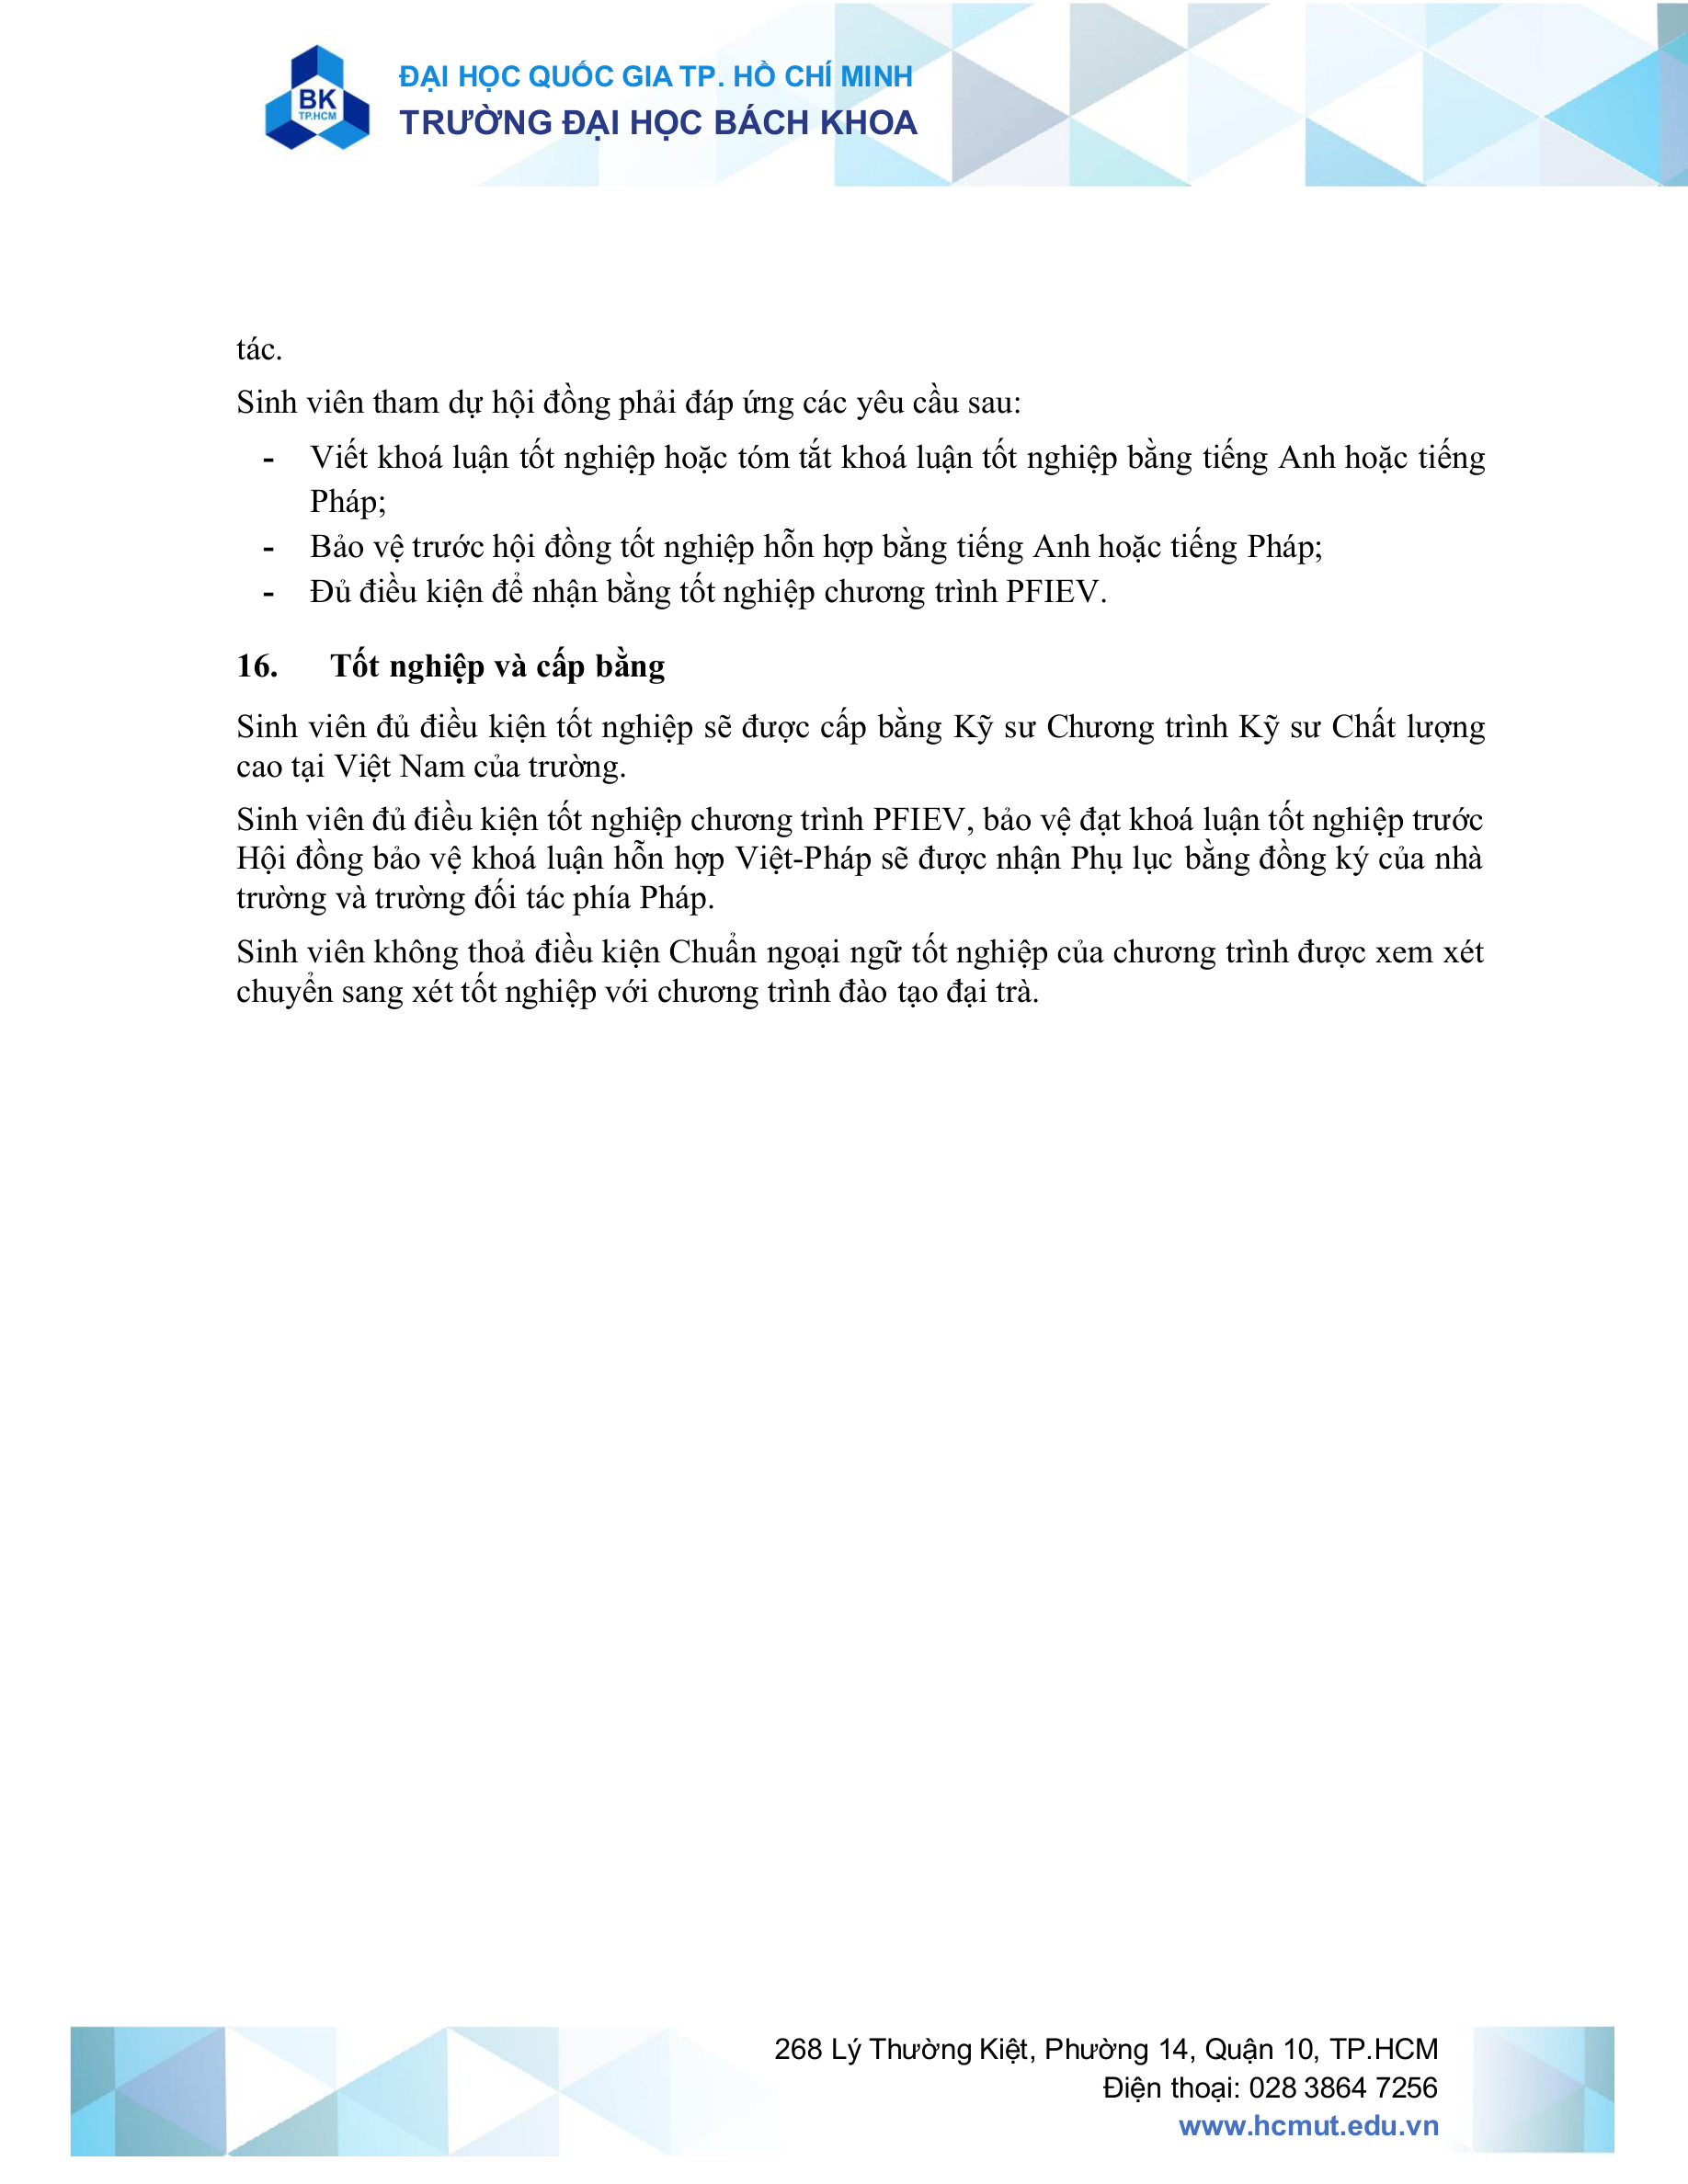 BK
TP.HCM
ĐẠI HỌC QUỐC GIA TP. HỒ CHÍ MINH
TRƯỜNG ĐẠI HỌC BÁCH KHOA
tác.
Sinh viên tham dự hội đồng phải đáp ứng các yêu cầu sau:
- Viết khoá luận tốt nghiệp hoặc tóm tắt khoá luận tốt nghiệp bằng tiếng Anh hoặc tiếng
Pháp;
- Bảo vệ trước hội đồng tốt nghiệp hỗn hợp bằng tiếng Anh hoặc tiếng Pháp;
- Đủ điều kiện để nhận bằng tốt nghiệp chương trình PFIEV.
16. Tốt nghiệp và cấp bằng
Sinh viên đủ điều kiện tốt nghiệp sẽ được cấp bằng Kỹ sư Chương trình Kỹ sư Chất lượng
cao tại Việt Nam của trường.
Sinh viên đủ điều kiện tốt nghiệp chương trình PFIEV, bảo vệ đạt khoá luận tốt nghiệp trước
Hội đồng bảo vệ khoá luận hỗn hợp Việt-Pháp sẽ được nhận Phụ lục bằng đồng ký của nhà
trường và trường đối tác phía Pháp.
Sinh viên không thoả điều kiện Chuẩn ngoại ngữ tốt nghiệp của chương trình được xem xét
chuyển sang xét tốt nghiệp với chương trình đào tạo đại trà.
268 Lý Thường Kiệt, Phường 14, Quận 10, TP.HCM
Điện thoại: 028 3864 7256
www.hcmut.edu.vn